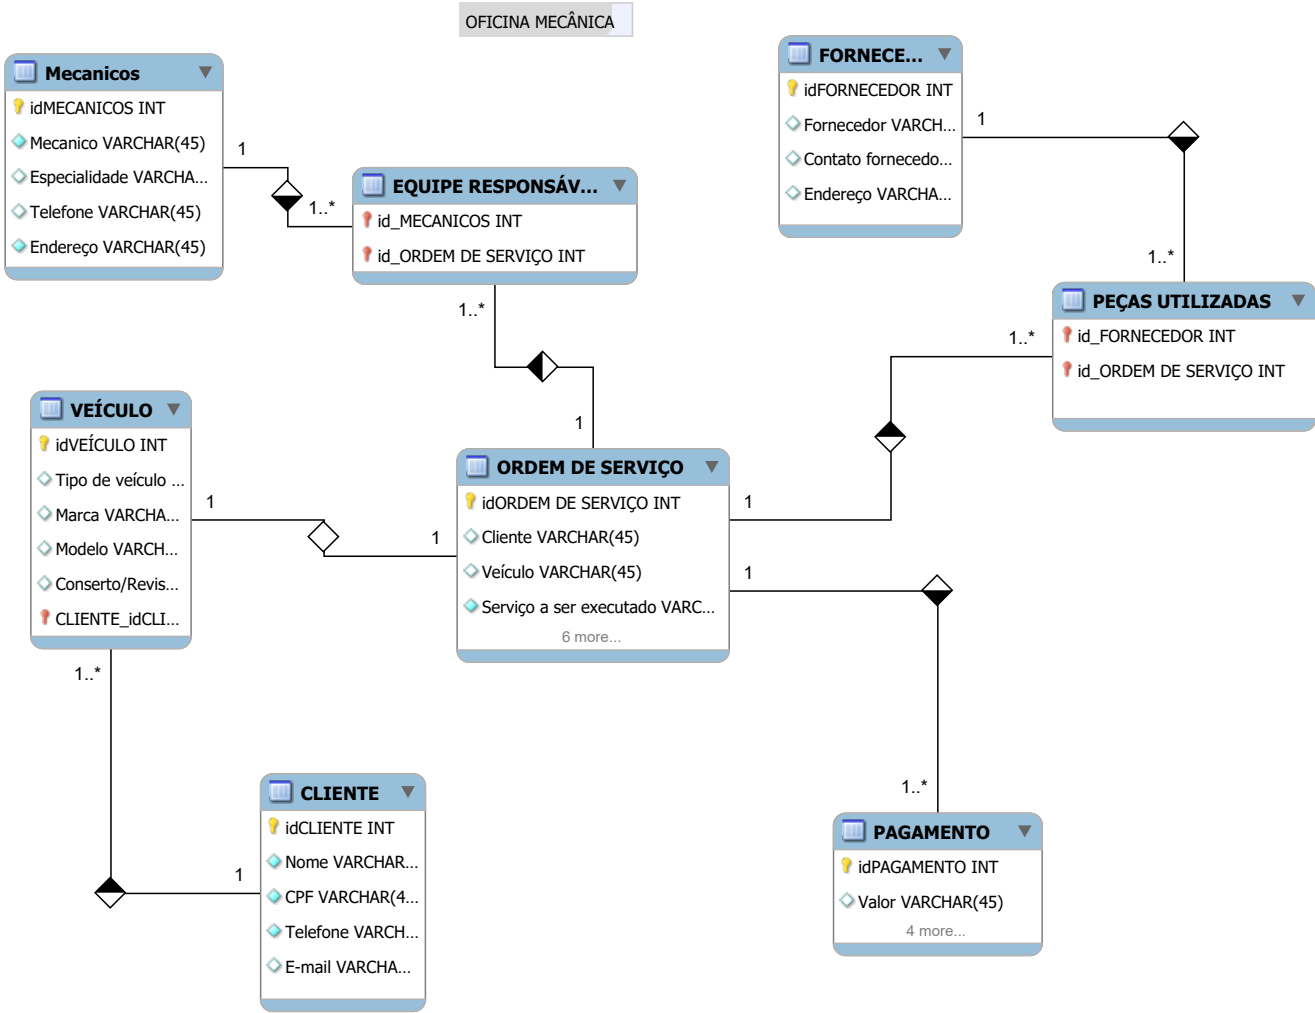 OFICINA MECÂNICA
Mecanicos
idMECANICOS INT
Mecanico VARCHAR(45)
Especialidade VARCHA...
Telefone VARCHAR(45)
Endereço VARCHAR(45)
1
1..*
EQUIPE RESPONSÁV...
id_MECANICOS INT
id_ORDEM DE SERVIÇO INT
1..*
1
FORNECE...
idFORNECEDOR INT
Fornecedor VARCH...
Contato fornecedo...
Endereço VARCHA...
1
1..*
PEÇAS UTILIZADAS
id_FORNECEDOR INT
id_ORDEM DE SERVIÇO INT
1..*
1
VEÍCULO
idVEÍCULO INT
Tipo de veículo ...
Marca VARCHA...
Modelo VARCH...
Conserto/Revis...
CLIENTE_idCLI...
1
1
ORDEM DE SERVIÇO
idORDEM DE SERVIÇO INT
Cliente VARCHAR(45)
Veículo VARCHAR(45)
Serviço a ser executado VARC...
6 more...
1
1..*
1..*
1
CLIENTE
idCLIENTE INT
Nome VARCHAR...
CPF VARCHAR(4...
Telefone VARCH...
E-mail VARCHA...
PAGAMENTO
idPAGAMENTO INT
Valor VARCHAR(45)
4 more...